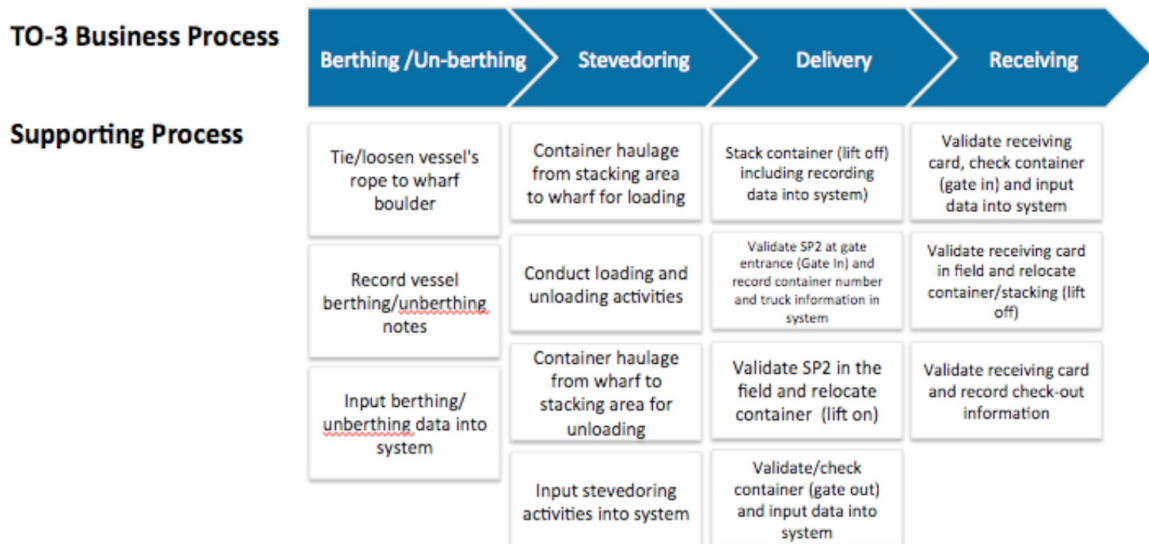 TO-3 Business Process
Berthing /Un-berthing
Stevedoring
Delivery
Receiving
Supporting Process
Tie/loosen vessel's
rope to wharf
boulder
Record vessel
berthing/unberthing
notes
Input berthing/
unberthing data into
system
Container haulage
from stacking area
to wharf for loading
Conduct loading and
unloading activities
Container haulage
from wharf to
stacking area for
unloading
Input stevedoring
activities into system
Stack container (lift off)
including recording
data into system)
Validate SP2 at gate
entrance (Gate In) and
record container number
and truck information in
system
Validate SP2 in the
field and relocate
container (lift on)
Validate/check
container (gate out)
and input data into
system
Validate receiving
card, check container
(gate in) and input
data into system
Validate receiving card
in field and relocate
container/stacking (lift
off)
Validate receiving card
and record check-out
information